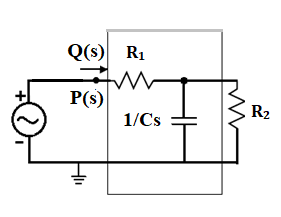 Q(s) R₁
P(s)
1/Cs R₂
+
-